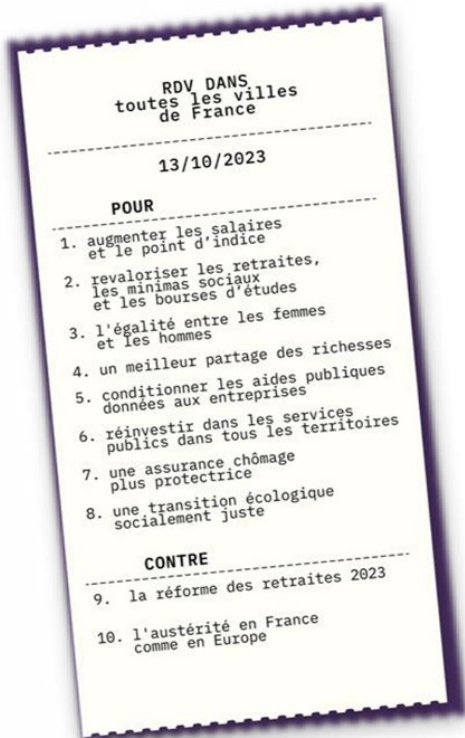 RDV DANS
toutes les villes
de France
13/10/2023
POUR
1. augmenter les salaires
et le point d'indice
2. revaloriser les retraites,
les minimas sociaux
et les bourses d'études
3. l'égalité entre les femmes
et les hommes
4. un meilleur partage des richesses
5. conditionner les aides publiques
données aux entreprises
6. réinvestir dans les services
publics dans tous les territoires
7. une assurance chômage
plus protectrice
8. une transition écologique
socialement juste
CONTRE
9. la réforme des retraites 2023
10. l'austérité en France
comme en Europe